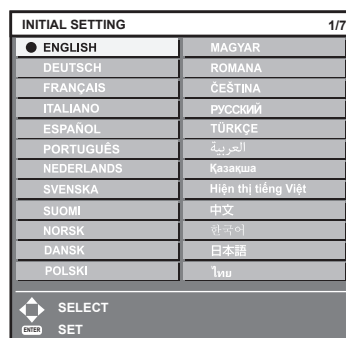 INITIAL SETTING 1/7
ENGLISH
DEUTSCH
FRANÇAIS
ITALIANO
ESPAÑOL
PORTUGUÊS
NEDERLANDS
SVENSKA
SUOMI
NORSK
DANSK
POLSKI
MAGYAR
ROMANA
ČEŠTINA
РУССКИЙ
TÜRKÇE
العربية
Қазақша
Hiện thị tiếng Việt
中文
한국어
日本語
ไทย
SELECT
ENTER SET